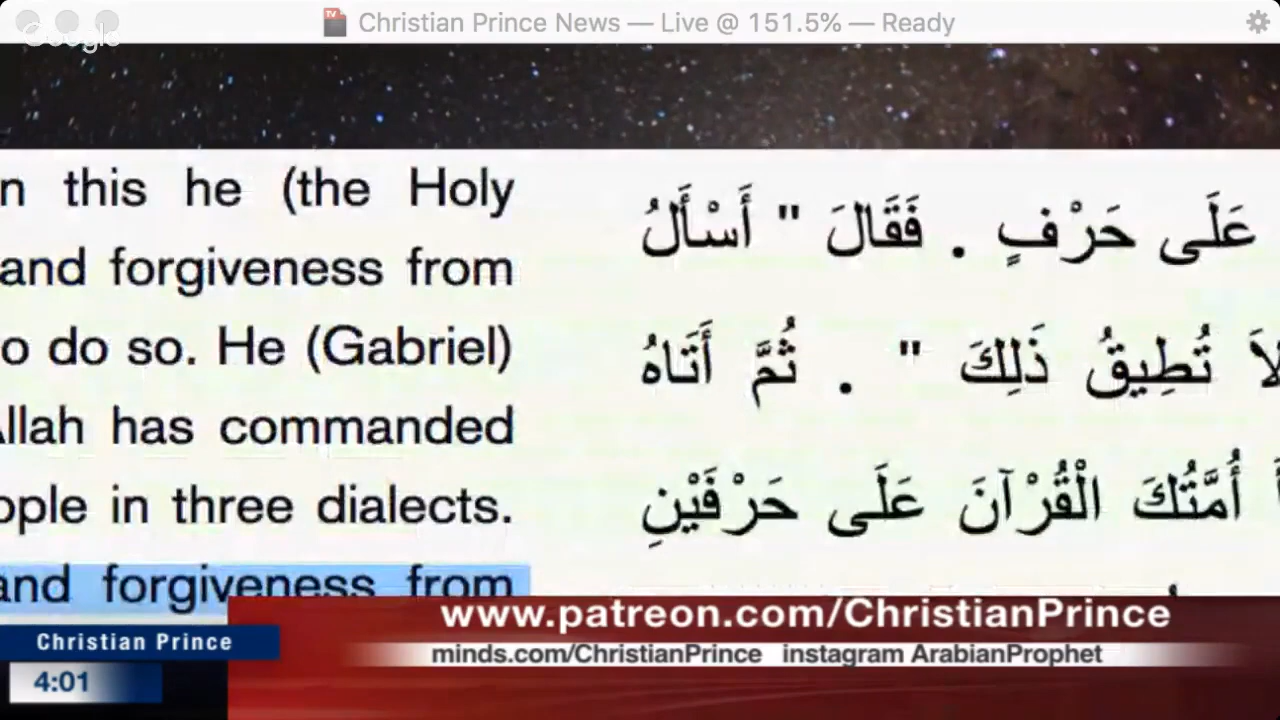 Christian Prince News — Live @ 151.5% — Ready
Google
n this he (the Holy
and forgiveness from
o do so. He (Gabriel)
Allah has commanded
ople in three dialects.
and forgiveness from
عَلَى حَرْفٍ . فَقَالَ " أَسْأَلُ
لاَ تُطِيقُ ذَلِكَ " . ثُمَّ أَتَاهُ
أُمَّتُكَ الْقُرْآنَ عَلَى حَرْفَيْنِ
www.patreon.com/ChristianPrince
minds.com/ChristianPrince instagram ArabianProphet
Christian Prince
4:01